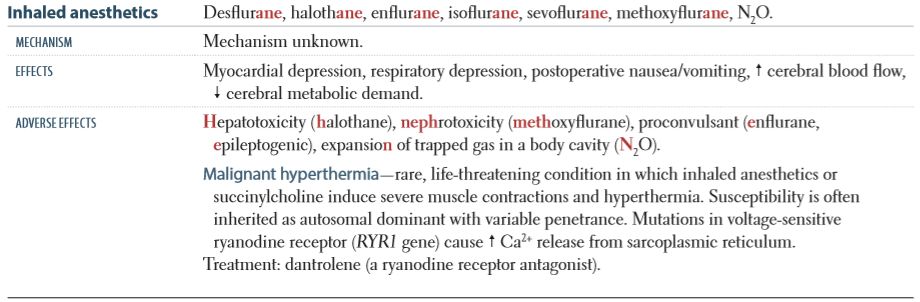 Inhaled anesthetics Desflurane, halothane, enflurane, isoflurane, sevoflurane, methoxyflurane, N₂O.
MECHANISM Mechanism unknown.
EFFECTS Myocardial depression, respiratory depression, postoperative nausea/vomiting, ↑ cerebral blood flow,
↓ cerebral metabolic demand.
ADVERSE EFFECTS Hepatotoxicity (halothane), nephrotoxicity (methoxyflurane), proconvulsant (enflurane,
epileptogenic), expansion of trapped gas in a body cavity (N₂O).
Malignant hyperthermia—rare, life-threatening condition in which inhaled anesthetics or
succinylcholine induce severe muscle contractions and hyperthermia. Susceptibility is often
inherited as autosomal dominant with variable penetrance. Mutations in voltage-sensitive
ryanodine receptor (RYR1 gene) cause ↑ Ca²⁺ release from sarcoplasmic reticulum.
Treatment: dantrolene (a ryanodine receptor antagonist).